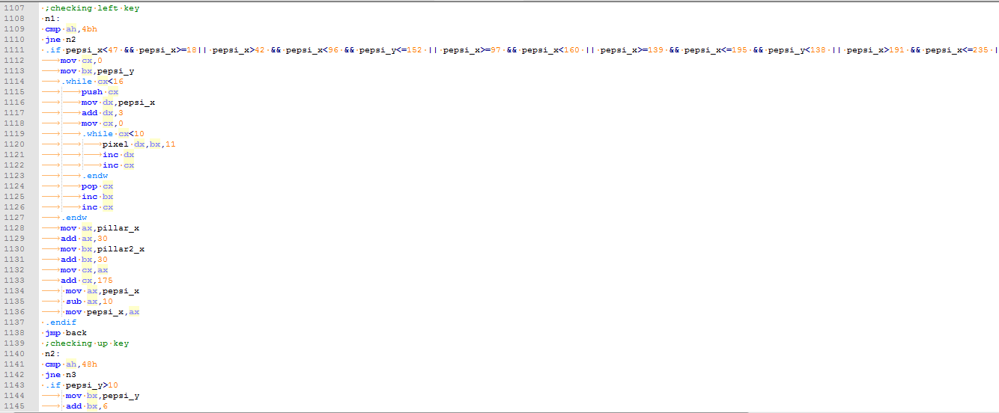 1107 ;checking left key
1108 n1:
1109 cmp ah,4bh
1110 jne n2
1111 .if pepsi_x<47 && pepsi_x>=18|| pepsi_x>42 && pepsi_x<96 && pepsi_y<=152 || pepsi_x>=97 && pepsi_x<160 || pepsi_x>=139 && pepsi_x<=195 && pepsi_y<138 || pepsi_x>191 && pepsi_x<=235 |
1112 mov cx,0
1113 mov bx,pepsi_y
1114 .while cx<16
1115 push cx
1116 mov dx,pepsi_x
1117 add dx,3
1118 mov cx,0
1119 .while cx<10
1120 pixel dx,bx,11
1121 inc dx
1122 inc cx
1123 .endw
1124 pop cx
1125 inc bx
1126 inc cx
1127 .endw
1128 mov ax,pillar_x
1129 add ax,30
1130 mov bx,pillar2_x
1131 add bx,30
1132 mov cx,ax
1133 add cx,175
1134 mov ax,pepsi_x
1135 sub ax,10
1136 mov pepsi_x,ax
1137 .endif
1138 jmp back
1139 ;checking up key
1140 n2:
1141 cmp ah,48h
1142 jne n3
1143 .if pepsi_y>10
1144 mov bx,pepsi_y
1145 add bx,6